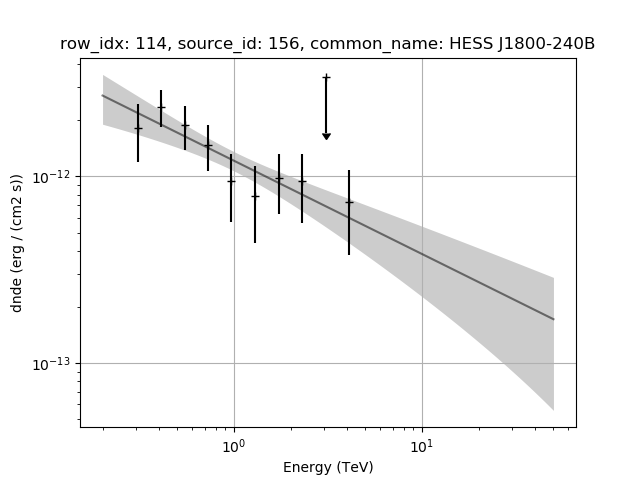 row_idx: 114, source_id: 156, common_name: HESS J1800-240B
dnde (erg / (cm2 s))
10⁻¹²
10⁻¹³
10⁰
10¹
Energy (TeV)